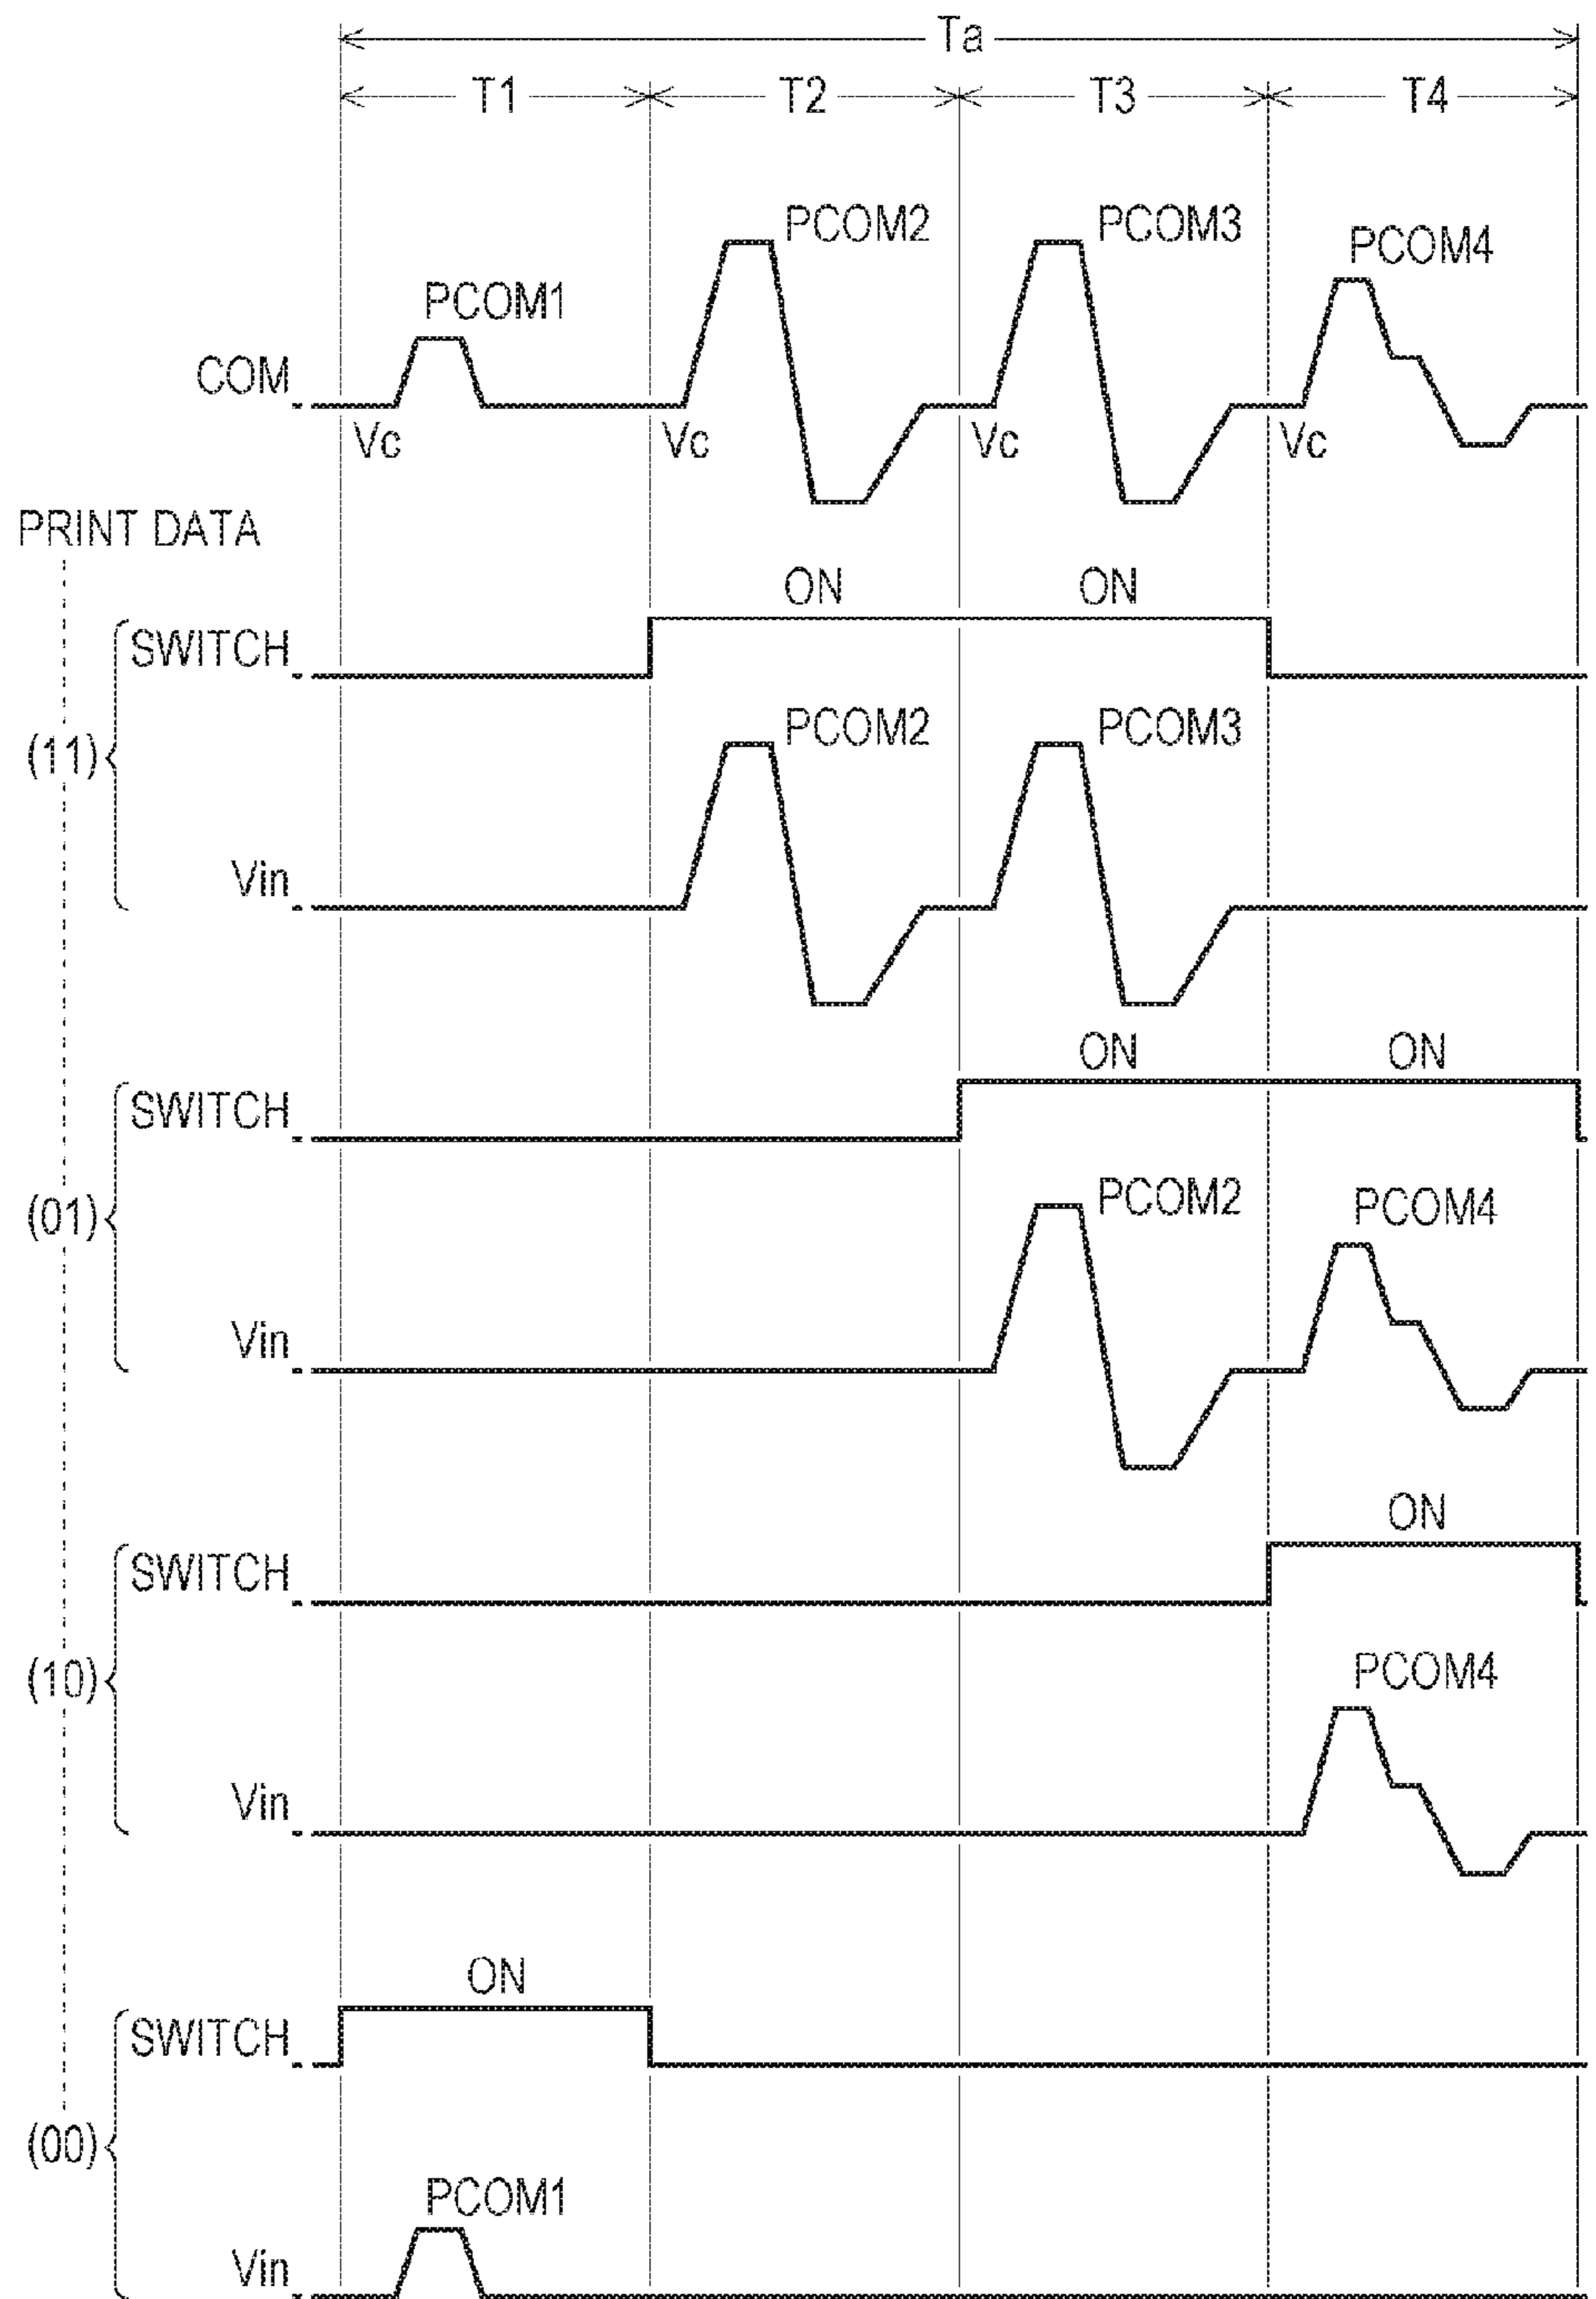 Ta
T1 T2 T3 T4
PCOM2 PCOM3 PCOM4
PCOM1
COM
Vc Vc Vc Vc
PRINT DATA
ON ON
SWITCH
PCOM2 PCOM3
(11)
Vin
ON ON
SWITCH
PCOM2 PCOM4
(01)
Vin
ON
SWITCH
PCOM4
(10)
Vin
ON
SWITCH
(00)
PCOM1
Vin